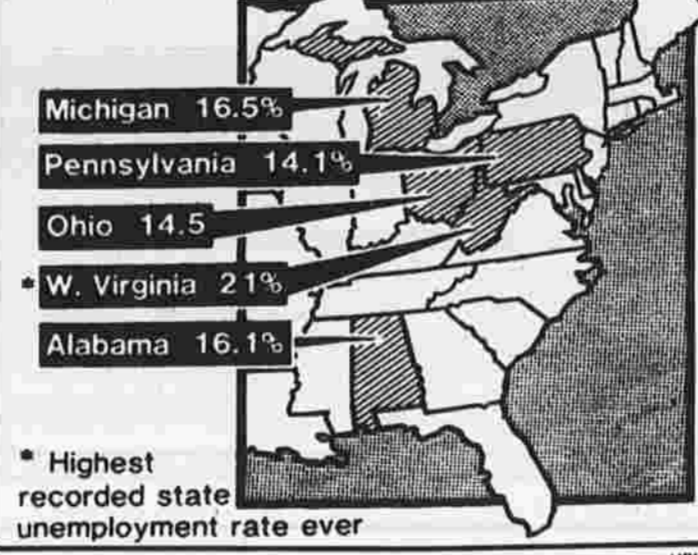 Michigan 16.5%
Pennsylvania 14.1%
Ohio 14.5
* W. Virginia 21%
Alabama 16.1%
* Highest
recorded state
unemployment rate ever